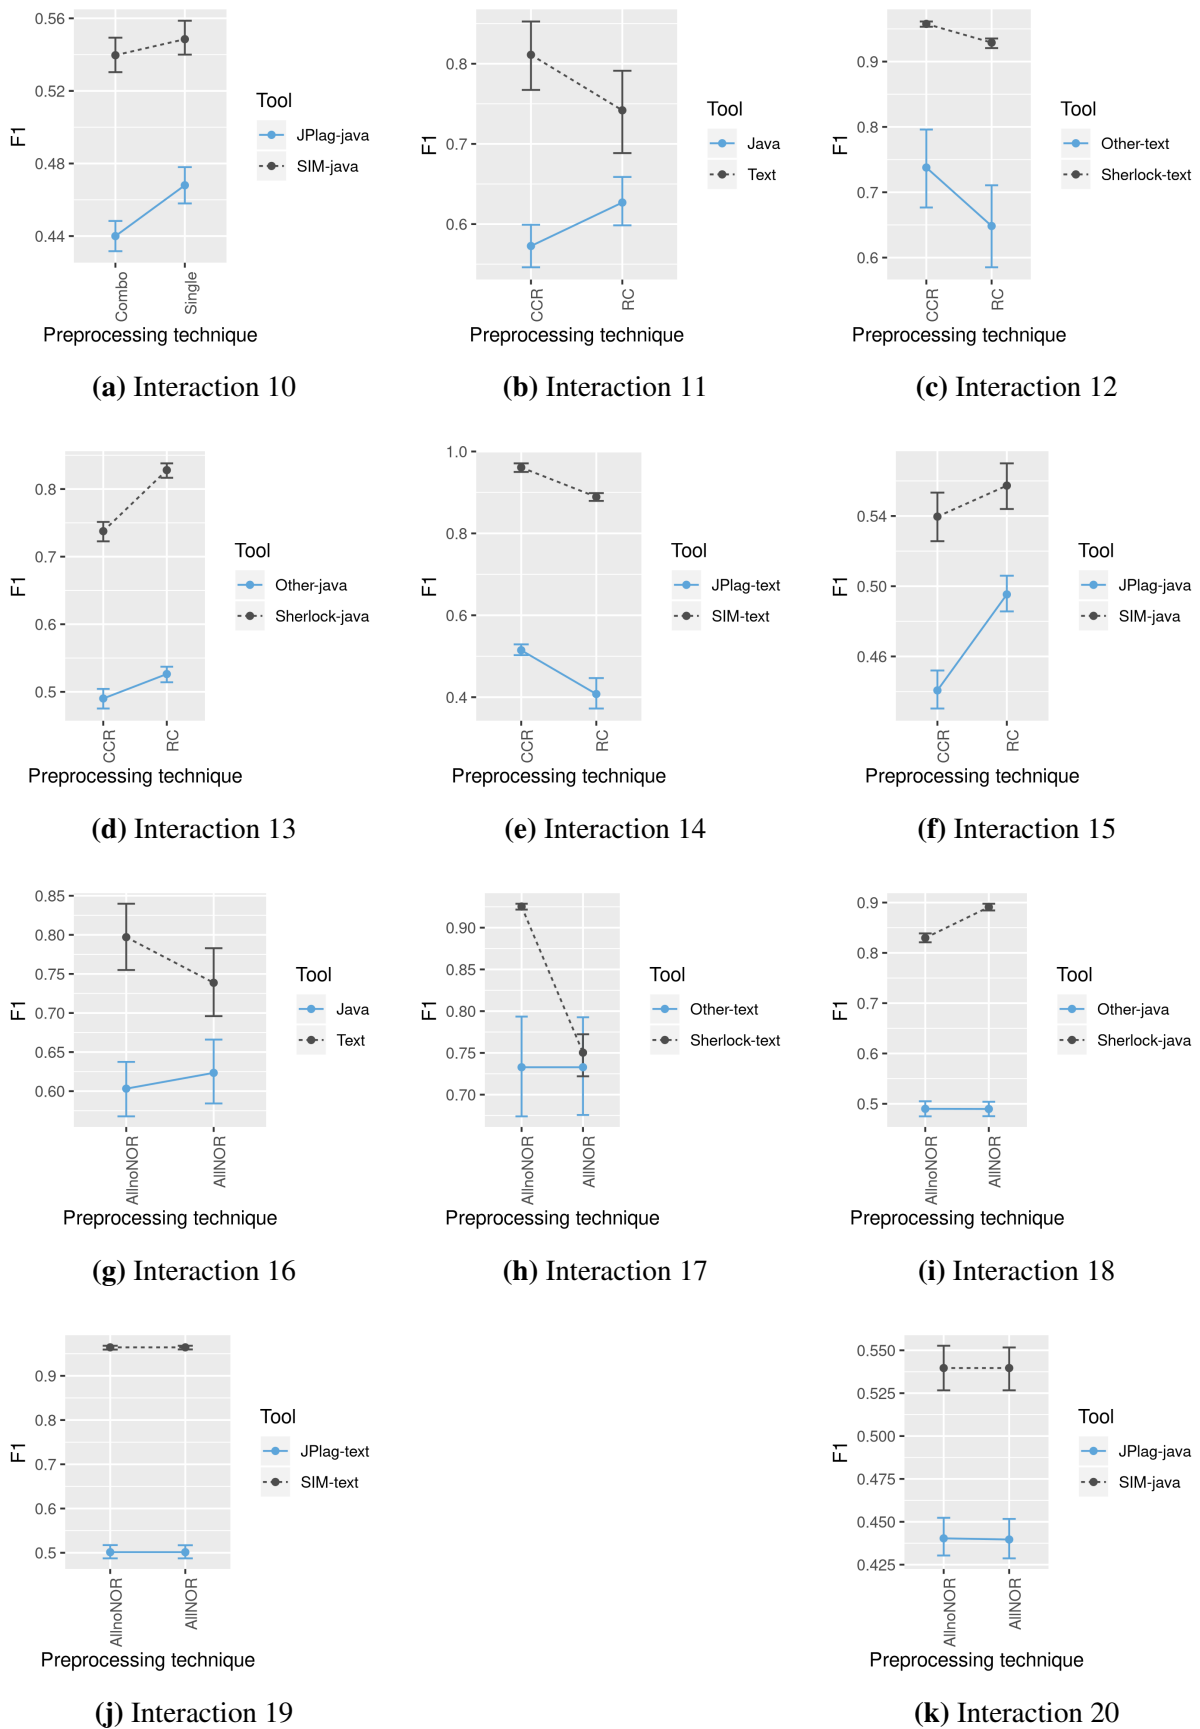 0.56
0.52
0.48
0.44
F1
Combo
Single
Preprocessing technique
Tool
JPlag-java
SIM-java
(a) Interaction 10
0.8
0.7
0.6
F1
CCR
RC
Preprocessing technique
Tool
Java
Text
(b) Interaction 11
0.9
0.8
0.7
0.6
F1
CCR
RC
Preprocessing technique
Tool
Other-text
Sherlock-text
(c) Interaction 12
0.8
0.7
0.6
0.5
F1
CCR
RC
Preprocessing technique
Tool
Other-java
Sherlock-java
(d) Interaction 13
1.0
0.8
0.6
0.4
F1
CCR
RC
Preprocessing technique
Tool
JPlag-text
SIM-text
(e) Interaction 14
0.54
0.50
0.46
F1
CCR
RC
Preprocessing technique
Tool
JPlag-java
SIM-java
(f) Interaction 15
0.85
0.80
0.75
0.70
0.65
0.60
F1
AllnoNOR
AllNOR
Preprocessing technique
Tool
Java
Text
(g) Interaction 16
0.90
0.85
0.80
0.75
0.70
F1
AllnoNOR
AllNOR
Preprocessing technique
Tool
Other-text
Sherlock-text
(h) Interaction 17
0.9
0.8
0.7
0.6
0.5
F1
AllnoNOR
AllNOR
Preprocessing technique
Tool
Other-java
Sherlock-java
(i) Interaction 18
0.9
0.8
0.7
0.6
0.5
F1
AllnoNOR
AllNOR
Preprocessing technique
Tool
JPlag-text
SIM-text
(j) Interaction 19
0.550
0.525
0.500
0.475
0.450
0.425
F1
AllnoNOR
AllNOR
Preprocessing technique
Tool
JPlag-java
SIM-java
(k) Interaction 20